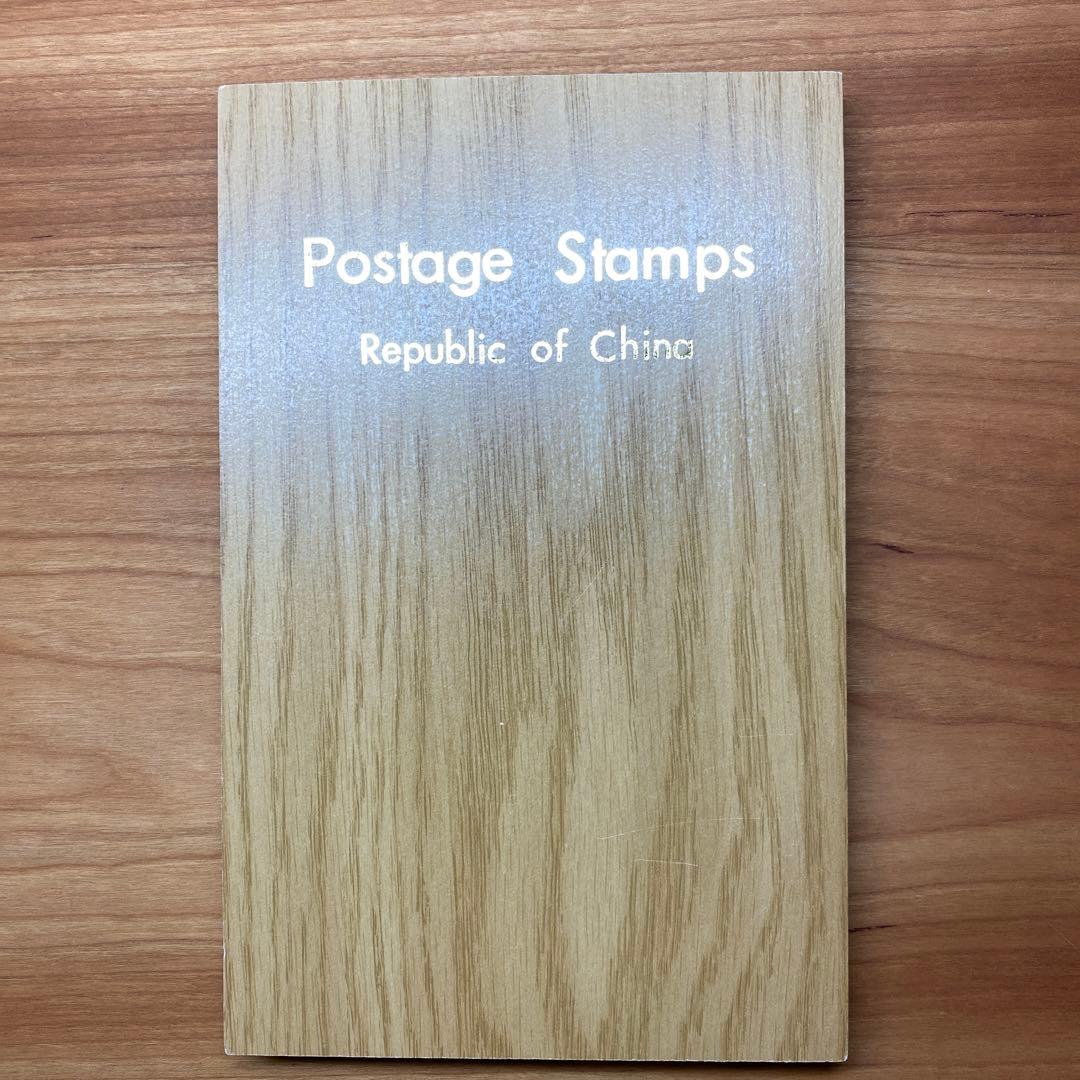 Postage Stamps
Republic of China